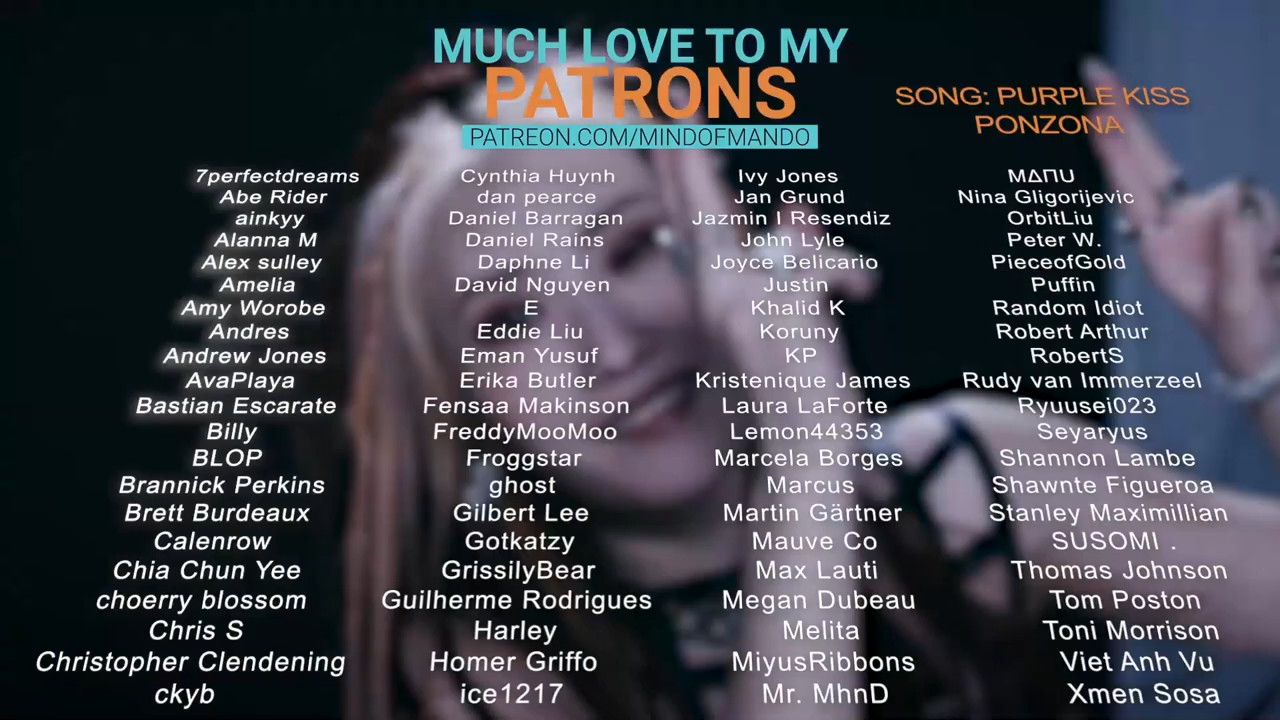 MUCH LOVE TO MY
PATRONS
PATREON.COM/MINDOFMANDO
SONG: PURPLE KISS
PONZONA
7perfectdreams
Abe Rider
ainkyy
Alanna M
Alex sulley
Amelia
Amy Worobe
Andres
Andrew Jones
AvaPlaya
Bastian Escarate
Billy
BLOP
Brannick Perkins
Brett Burdeaux
Calenrow
Chia Chun Yee
choerry blossom
Chris S
Christopher Clendening
ckyb
Cynthia Huynh
dan pearce
Daniel Barragan
Daniel Rains
Daphne Li
David Nguyen
E
Eddie Liu
Eman Yusuf
Erika Butler
Fensaa Makinson
FreddyMooMoo
Froggstar
ghost
Gilbert Lee
Gotkatzy
GrissilyBear
Guilherme Rodrigues
Harley
Homer Griffo
ice1217
Ivy Jones
Jan Grund
Jazmin I Resendiz
John Lyle
Joyce Belicario
Justin
Khalid K
Koruny
KP
Kristenique James
Laura LaForte
Lemon44353
Marcela Borges
Marcus
Martin Gärtner
Mauve Co
Max Lauti
Megan Dubeau
Melita
MiyusRibbons
Mr. MhnD
MΔΠU
Nina Gligorijevic
OrbitLiu
Peter W.
PieceofGold
Puffin
Random Idiot
Robert Arthur
RobertS
Rudy van Immerzeel
Ryuusei023
Seyaryus
Shannon Lambe
Shawnte Figueroa
Stanley Maximillian
SUSOMI .
Thomas Johnson
Tom Poston
Toni Morrison
Viet Anh Vu
Xmen Sosa